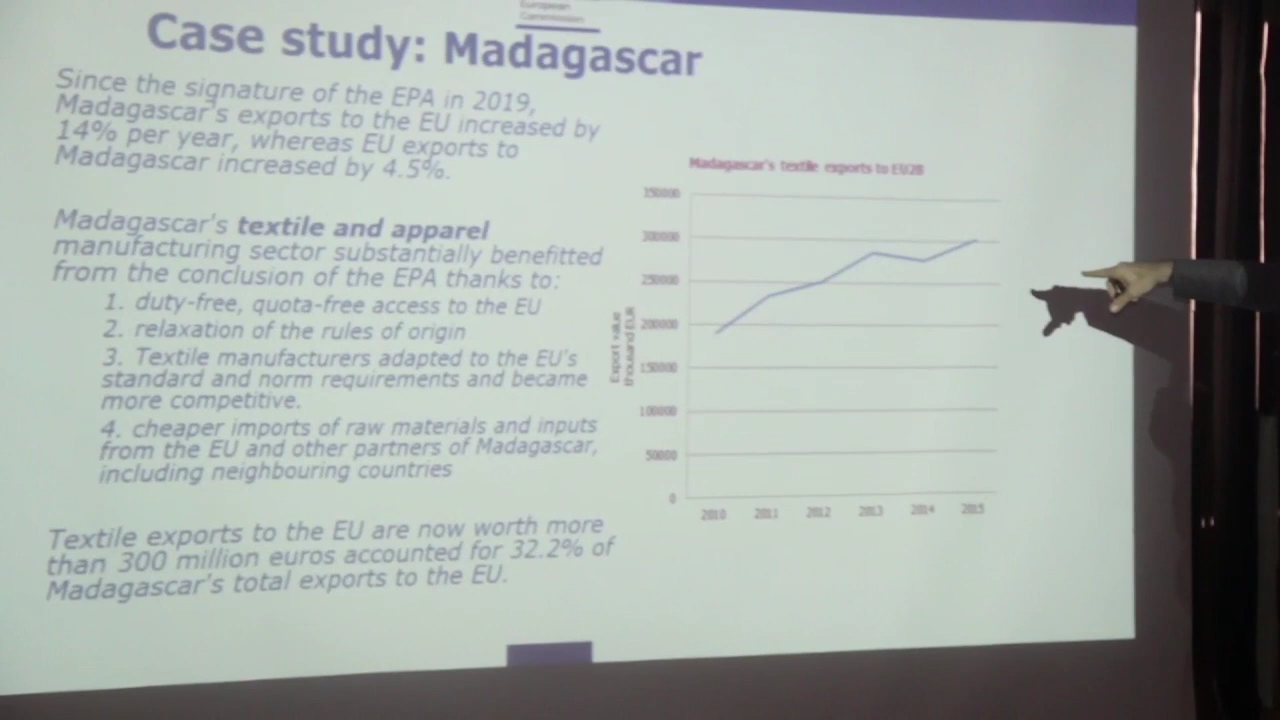 European
Commission
Case study: Madagascar
Since the signature of the EPA in 2019,
Madagascar's exports to the EU increased by
14% per year, whereas EU exports to
Madagascar increased by 4.5%.
Madagascar's textile and apparel
manufacturing sector substantially benefitted
from the conclusion of the EPA thanks to:
1. duty-free, quota-free access to the EU
2. relaxation of the rules of origin
3. Textile manufacturers adapted to the EU's
standard and norm requirements and became
more competitive.
4. cheaper imports of raw materials and inputs
from the EU and other partners of Madagascar,
including neighbouring countries
Textile exports to the EU are now worth more
than 300 million euros accounted for 32.2% of
Madagascar's total exports to the EU.
Madagascar's textile exports to EU28
350000
300000
250000
200000
150000
100000
50000
0
Export value
thousand EUR
2010 2011 2012 2013 2014 2015